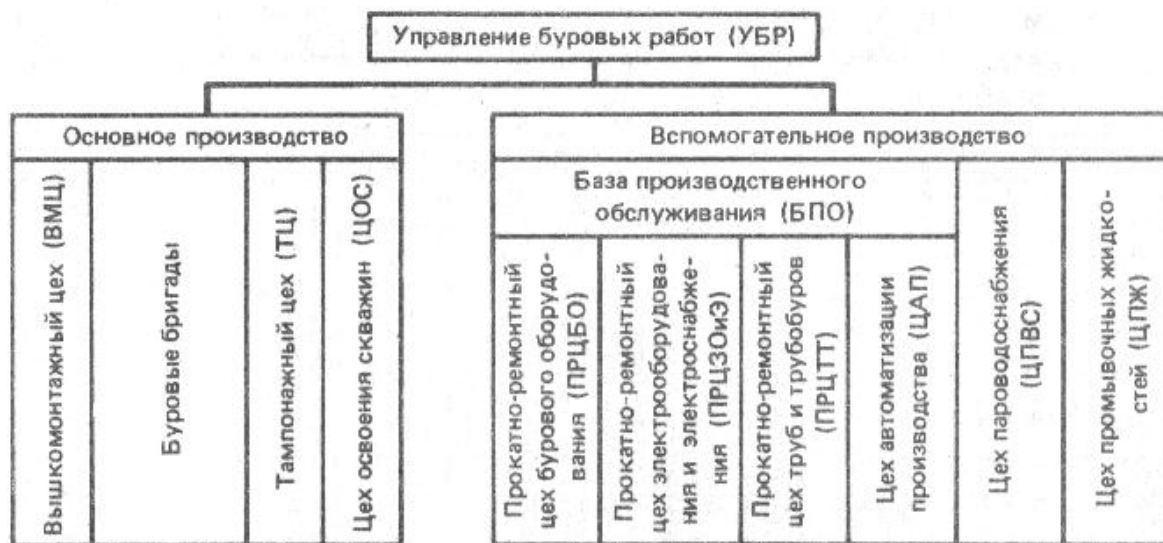 Управление буровых работ (УБР)
Основное производство
Вспомогательное производство
Вышкомонтажный цех (ВМЦ)
Буровые бригады
Тампонажный цех (ТЦ)
Цех освоения скважин (ЦОС)
База производственного
обслуживания (БПО)
Прокатно-ремонтный
цех бурового оборудо-
вания (ПРЦБО)
Прокатно-ремонтный
цех электрооборудова-
ния и электроснабже-
ния (ПРЦЗОиЭ)
Прокатно-ремонтный
цех труб и трубобуров
(ПРЦТТ)
Цех автоматизации
производства (ЦАП)
Цех пароводоснабжения
(ЦПВС)
Цех промывочных жидко-
стей (ЦПЖ)